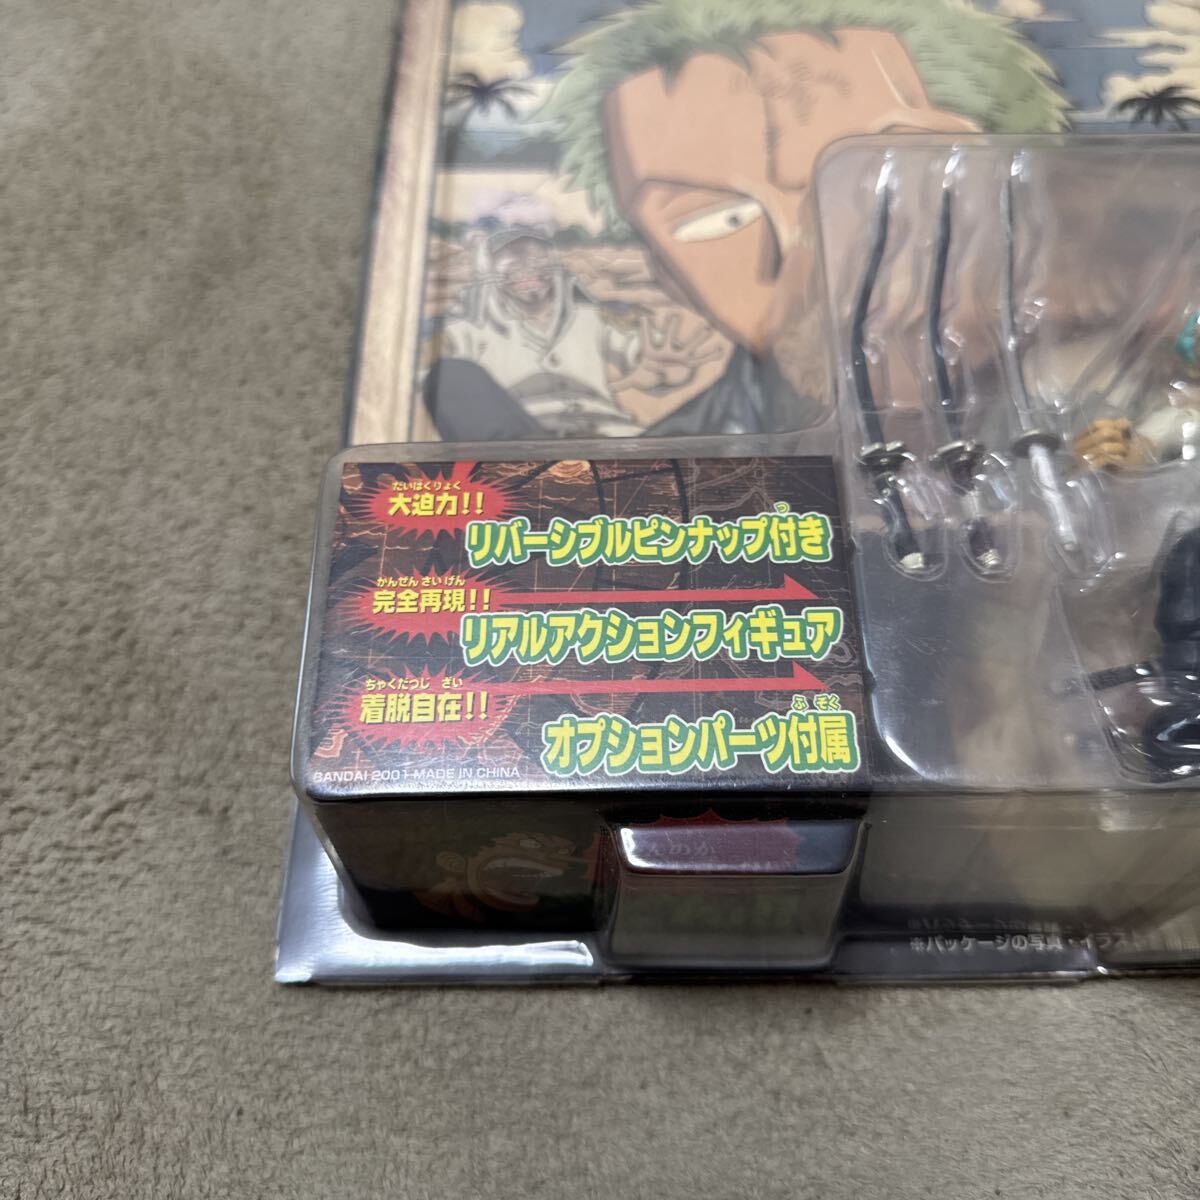 だいはくりょく
大迫力!!
つ
リバーシブルピンナップ付き
かんぜんさいげん
完全再現!!
リアルアクションフィギュア
ちゃくだつじざい
着脱自在!!
ふぞく
オプションパーツ付属
BANDAI 2001 MADE IN CHINA
※パッケージの写真・イラスト